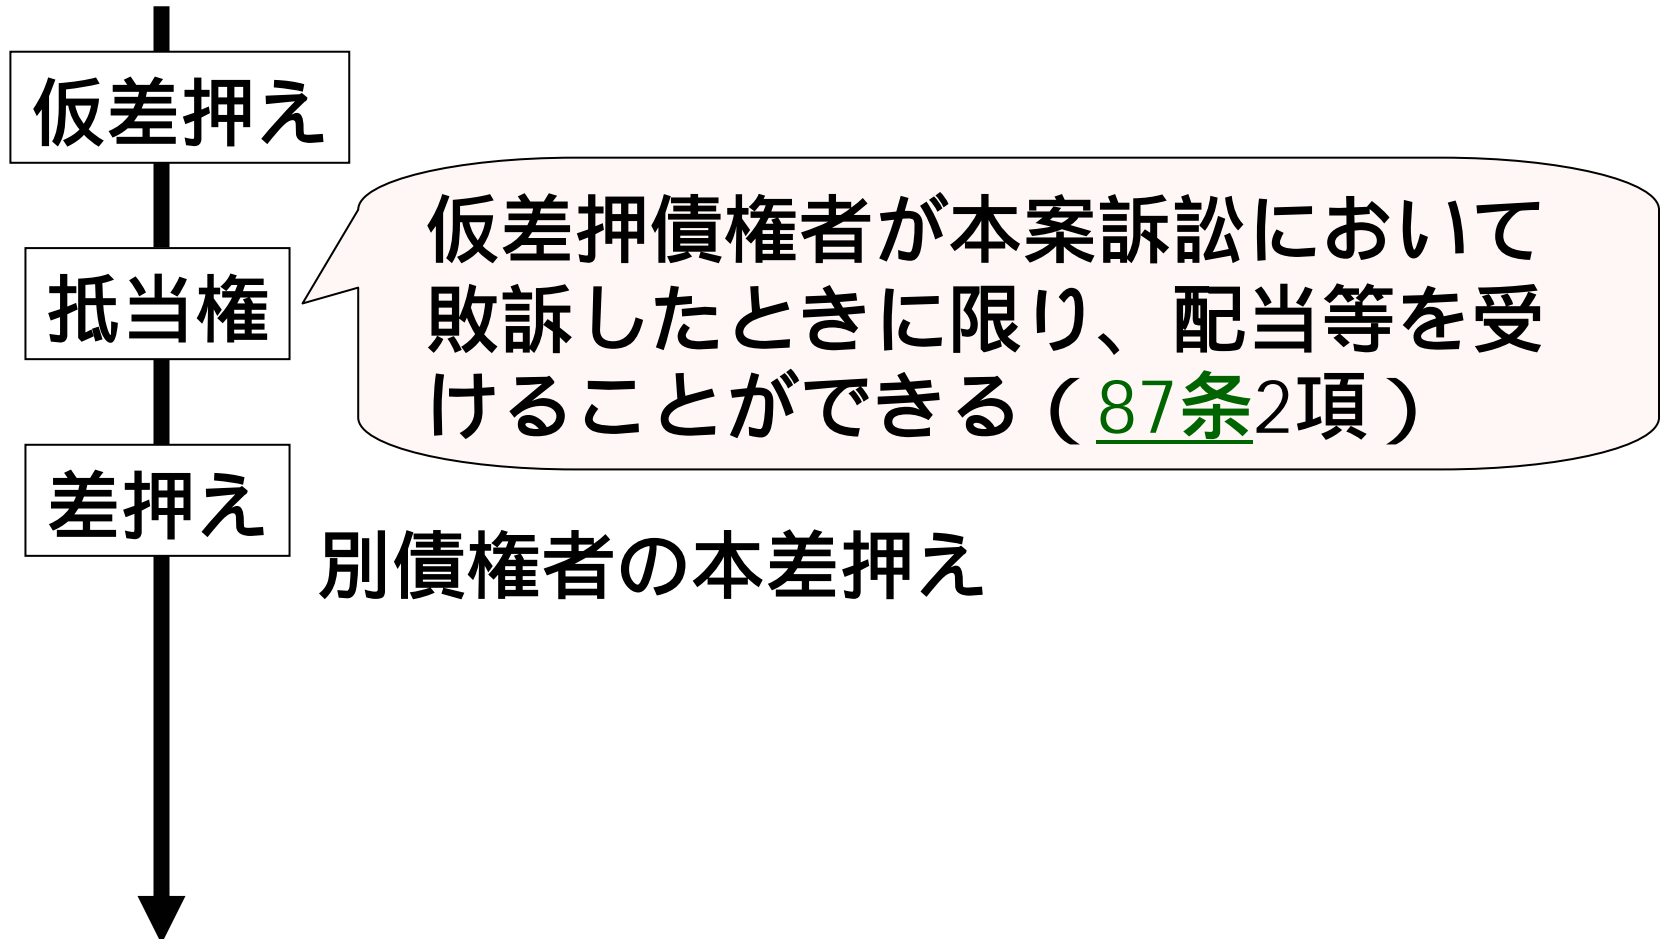 仮差押え
仮差押債権者が本案訴訟において
敗訴したときに限り、配当等を受
けることができる（87条2項）
抵当権
差押え
別債権者の本差押え